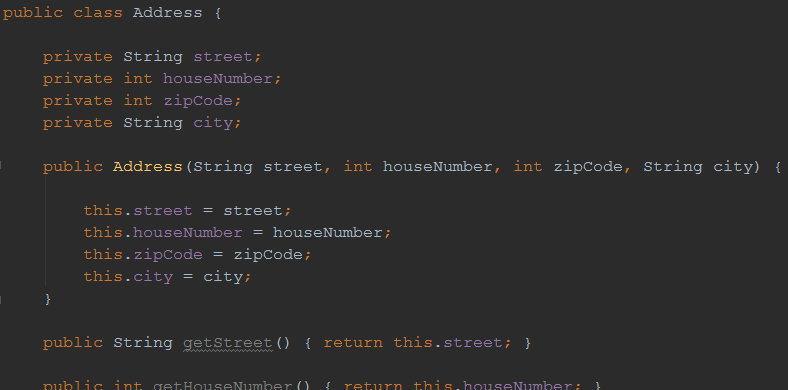 public class Address {
private String street;
private int houseNumber;
private int zipCode;
private String city;
public Address(String street, int houseNumber, int zipCode, String city) {
this.street = street;
this.houseNumber = houseNumber;
this.zipCode = zipCode;
this.city = city;
}
public String getStreet() { return this.street; }
public int getHouseNumber() { return this.houseNumber; }